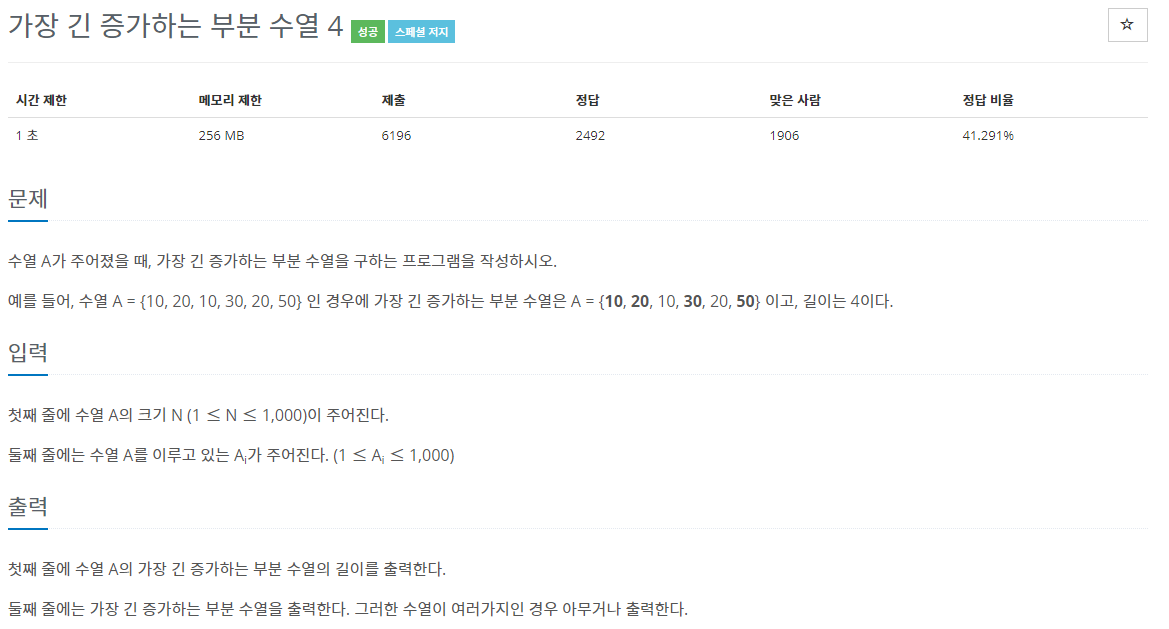 가장 긴 증가하는 부분 수열 4 성공 스페셜 저지
시간 제한 메모리 제한 제출 정답 맞은 사람 정답 비율
1 초 256 MB 6196 2492 1906 41.291%
문제
수열 A가 주어졌을 때, 가장 긴 증가하는 부분 수열을 구하는 프로그램을 작성하시오.
예를 들어, 수열 A = {10, 20, 10, 30, 20, 50} 인 경우에 가장 긴 증가하는 부분 수열은 A = {10, 20, 10, 30, 20, 50} 이고, 길이는 4이다.
입력
첫째 줄에 수열 A의 크기 N (1 ≤ N ≤ 1,000)이 주어진다.
둘째 줄에는 수열 A를 이루고 있는 Ai가 주어진다. (1 ≤ Ai ≤ 1,000)
출력
첫째 줄에 수열 A의 가장 긴 증가하는 부분 수열의 길이를 출력한다.
둘째 줄에는 가장 긴 증가하는 부분 수열을 출력한다. 그러한 수열이 여러가지인 경우 아무거나 출력한다.